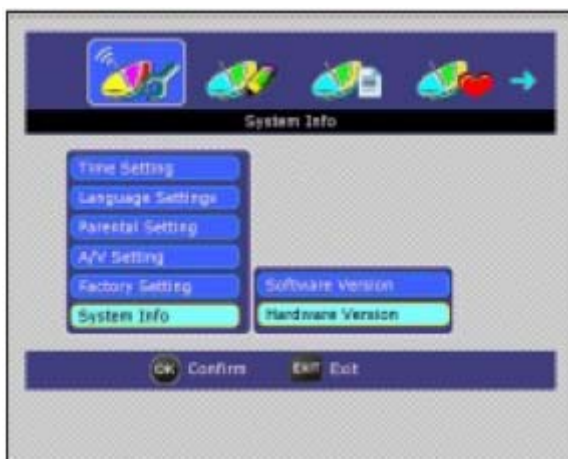 System Info
Time Setting
Language Settings
Parental Setting
A/V Setting
Factory Setting
System Info
Software Version
Hardware Version
OK Confirm EXIT Exit